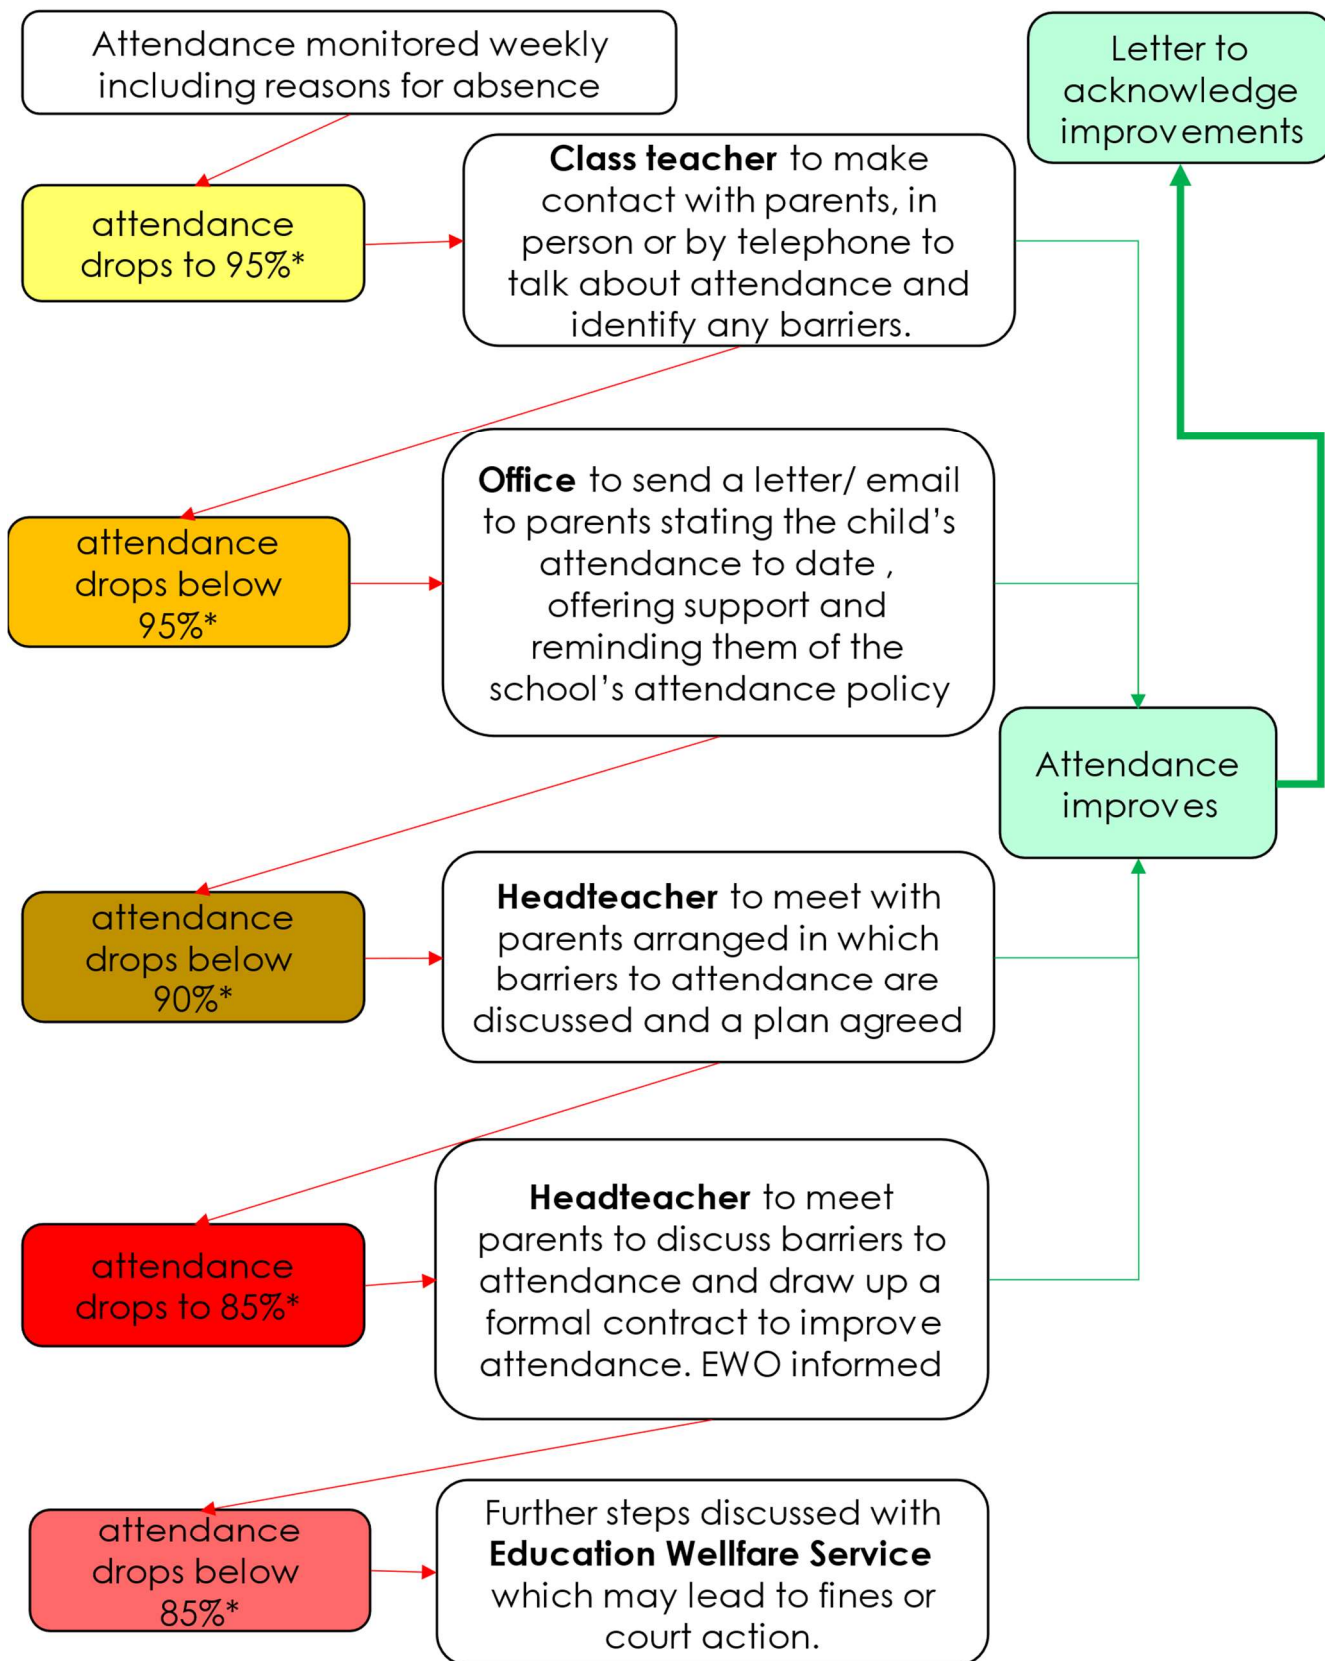 Attendance monitored weekly
including reasons for absence
Letter to
acknowledge
improvements
attendance
drops to 95%*
Class teacher to make
contact with parents, in
person or by telephone to
talk about attendance and
identify any barriers.
attendance
drops below
95%*
Office to send a letter/ email
to parents stating the child’s
attendance to date ,
offering support and
reminding them of the
school’s attendance policy
Attendance
improves
attendance
drops below
90%*
Headteacher to meet with
parents arranged in which
barriers to attendance are
discussed and a plan agreed
attendance
drops to 85%*
Headteacher to meet
parents to discuss barriers to
attendance and draw up a
formal contract to improve
attendance. EWO informed
attendance
drops below
85%*
Further steps discussed with
Education Wellfare Service
which may lead to fines or
court action.